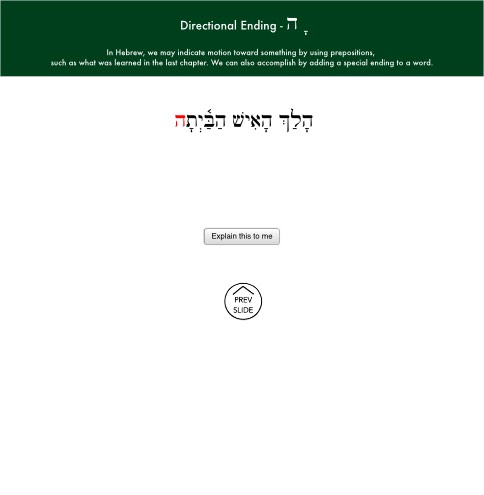 Directional Ending - ָ ה
In Hebrew, we may indicate motion toward something by using prepositions,
such as what was learned in the last chapter. We can also accomplish by adding a special ending to a word.
הָלַךְ הָאִישׁ הַבַּ֫יְתָה
Explain this to me
PREV
SLIDE